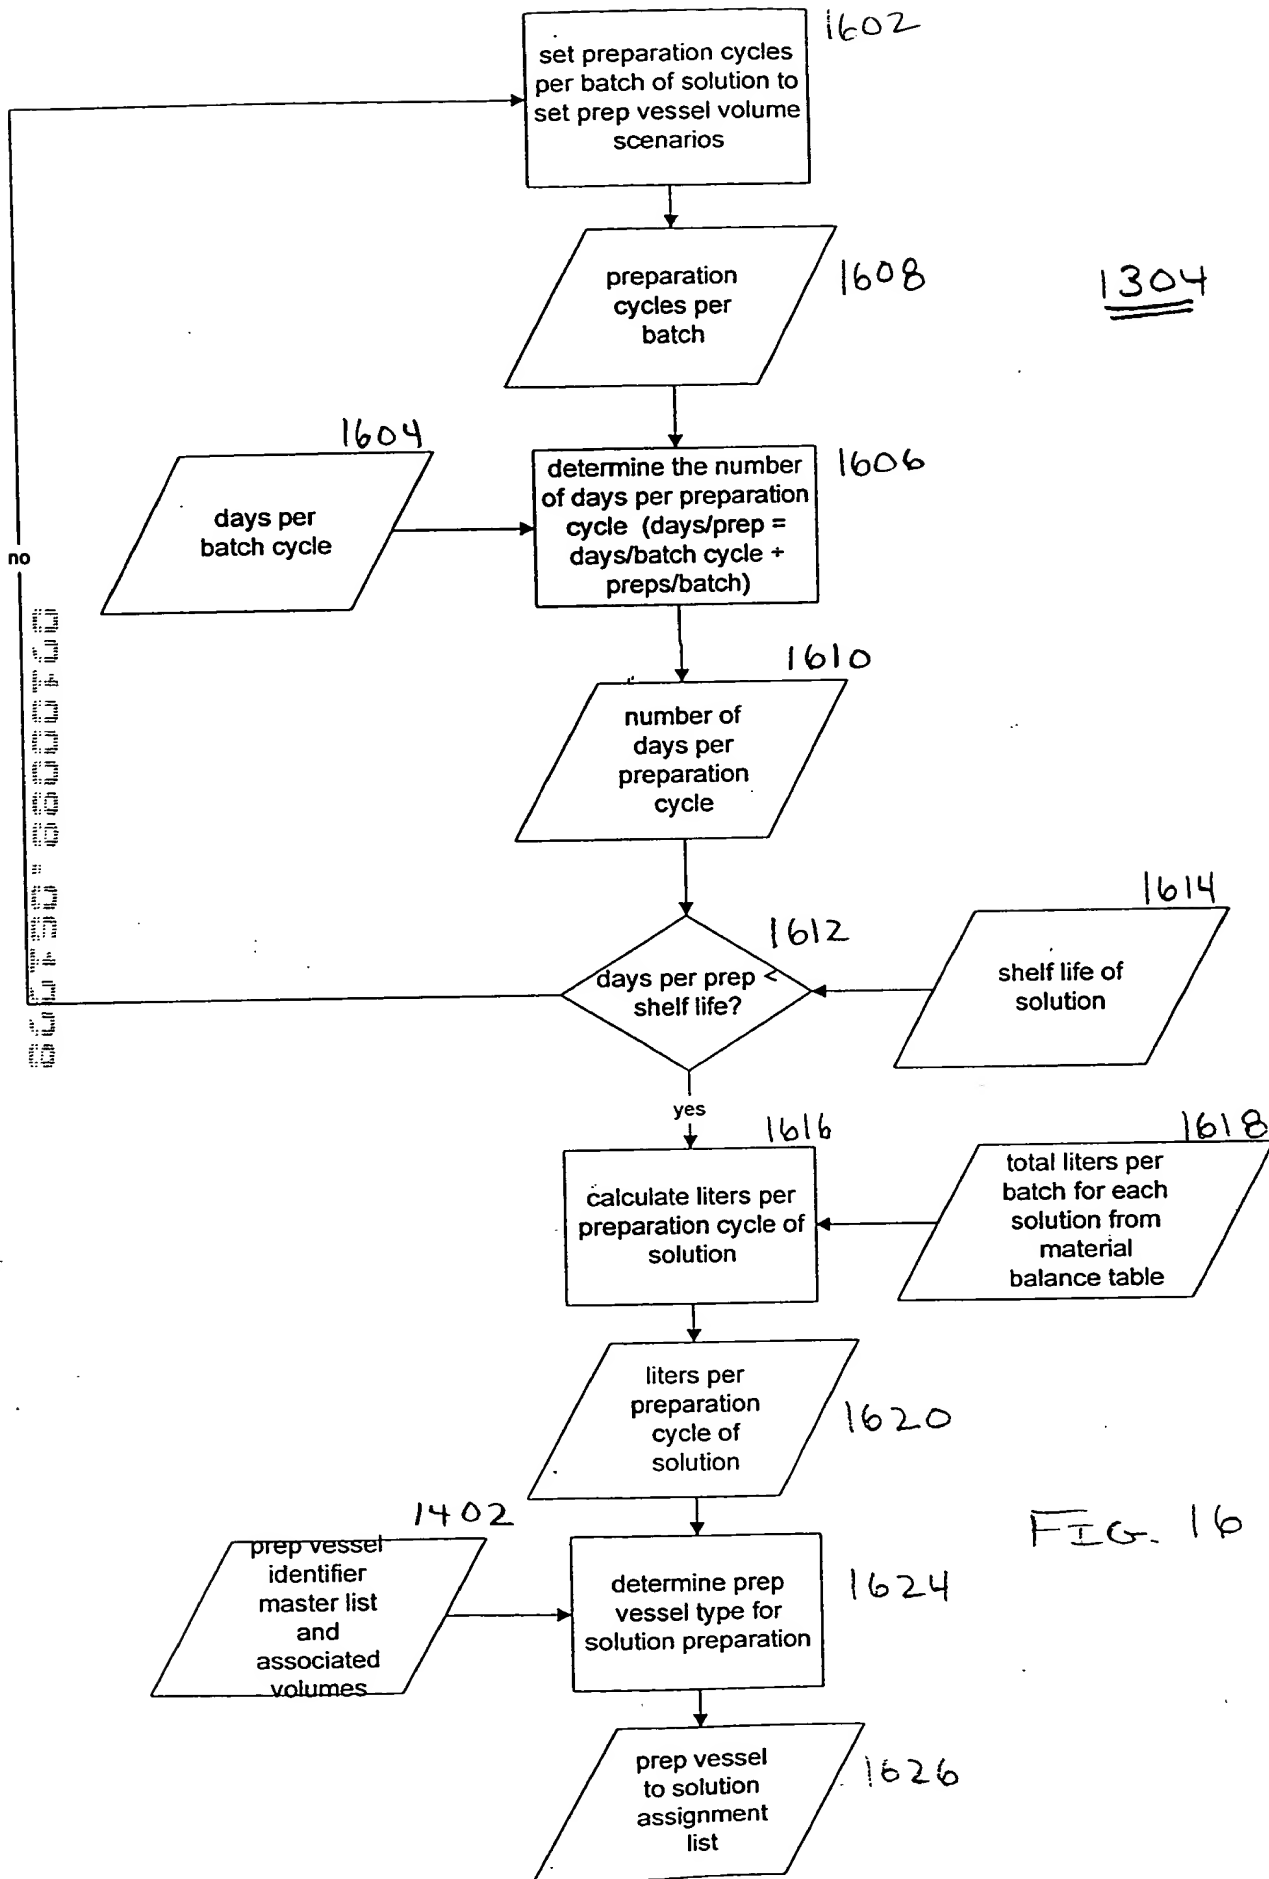 1602
set preparation cycles
per batch of solution to
set prep vessel volume
scenarios
preparation
cycles per
batch
1608
1304
1604
days per
batch cycle
determine the number
of days per preparation
cycle (days/prep =
days/batch cycle ÷
preps/batch)
1606
no
1610
number of
days per
preparation
cycle
1612
days per prep <
shelf life?
1614
shelf life of
solution
yes
1616
calculate liters per
preparation cycle of
solution
1618
total liters per
batch for each
solution from
material
balance table
liters per
preparation
cycle of
solution
1620
FIG. 16
1402
prep vessel
identifier
master list
and
associated
volumes
determine prep
vessel type for
solution preparation
1624
prep vessel
to solution
assignment
list
1626